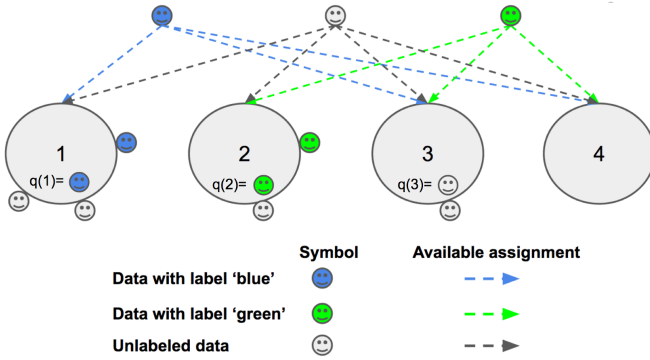 1 2 3 4
q(1)= q(2)= q(3)=
Symbol Available assignment
Data with label ‘blue’
Data with label ‘green’
Unlabeled data